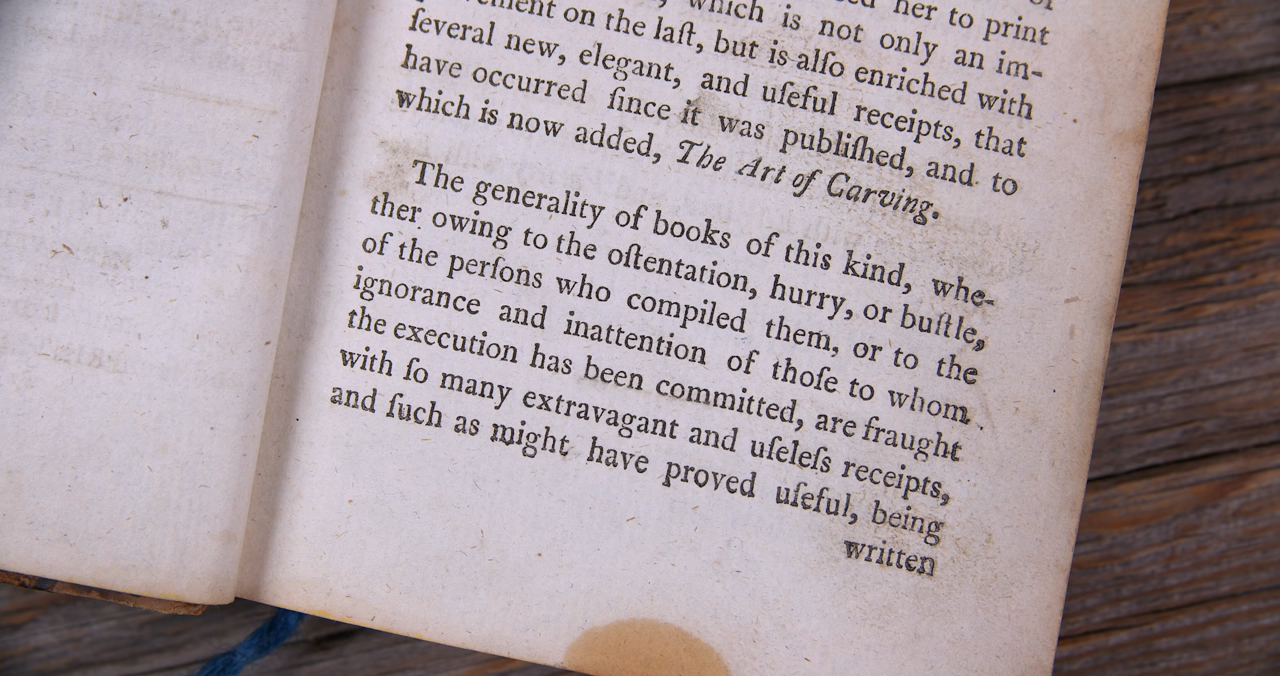 of
her to print
which is not only an im-
on the laſt, but is alſo enriched with
ſeveral new, elegant, and uſeful receipts, that
have occurred ſince it was publiſhed, and to
which is now added, The Art of Carving.
The generality of books of this kind, whe-
ther owing to the oſtentation, hurry, or buſtle,
of the perſons who compiled them, or to the
ignorance and inattention of thoſe to whom
the execution has been committed, are fraught
with ſo many extravagant and uſeleſs receipts,
and ſuch as might have proved uſeful, being
written